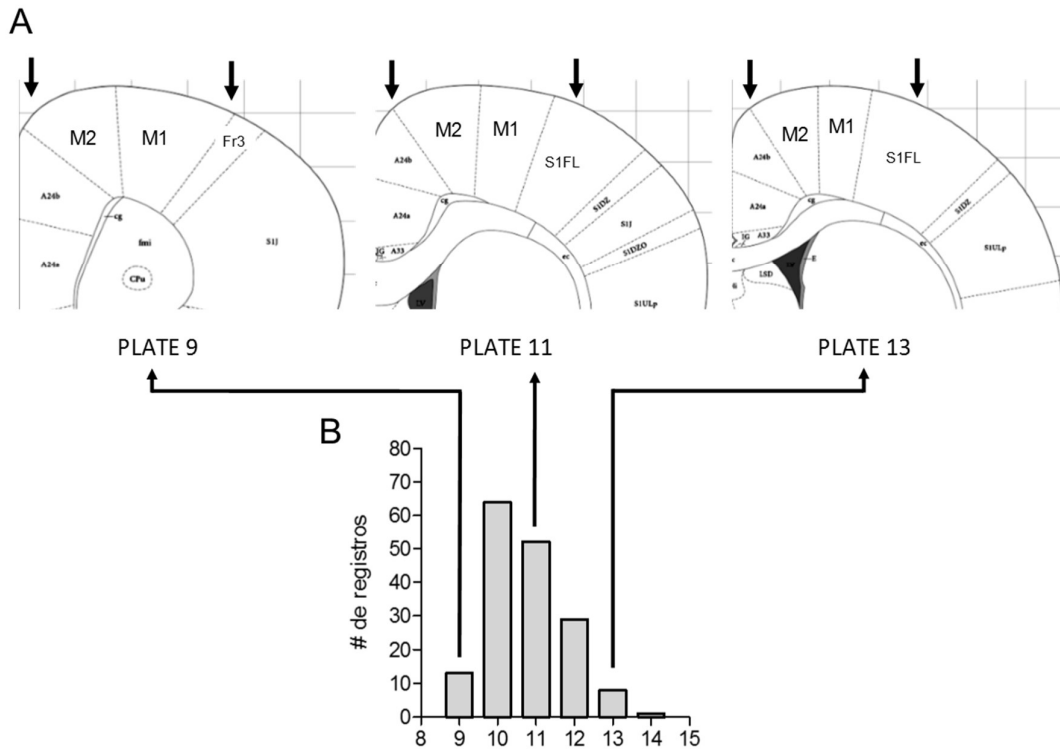 A
M2 M1 Fr3
A24b
cg
fmi
S1J
A24a
CPu
M2 M1
S1FL
A24b
cg
S1DZ
A24a
S1J
A33
ec
S1DZO
LV
S1ULp
M2 M1
S1FL
A24b
cg
S1DZ
A24a
IG A33
ec
S1ULp
E
LSD
PLATE 9 PLATE 11 PLATE 13
B
# de registros
80
70
60
50
40
30
20
10
0
8 9 10 11 12 13 14 15